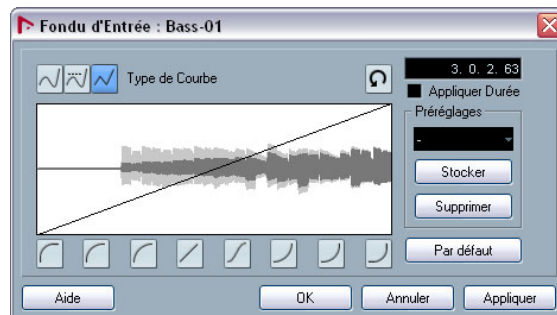 Fondu d'Entrée : Bass-01
Type de Courbe
3. 0. 2. 63
Appliquer Durée
Préréglages
-
Stocker
Supprimer
Par défaut
Aide
OK
Annuler
Appliquer